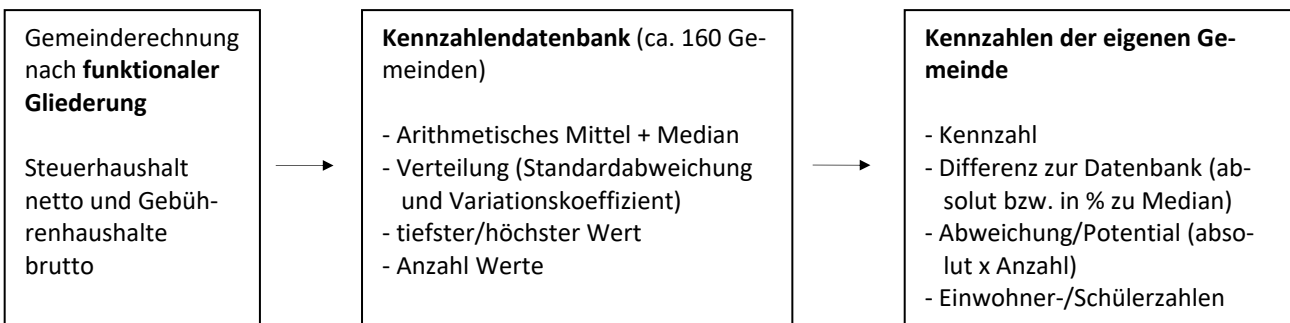 Gemeinderechnung
nach funktionaler
Gliederung
Steuerhaushalt
netto und Gebüh-
renhaushalte
brutto
Kennzahlendatenbank (ca. 160 Ge-
meinden)
- Arithmetisches Mittel + Median
- Verteilung (Standardabweichung
und Variationskoeffizient)
- tiefster/höchster Wert
- Anzahl Werte
Kennzahlen der eigenen Ge-
meinde
- Kennzahl
- Differenz zur Datenbank (ab-
solut bzw. in % zu Median)
- Abweichung/Potential (abso-
lut x Anzahl)
- Einwohner-/Schülerzahlen